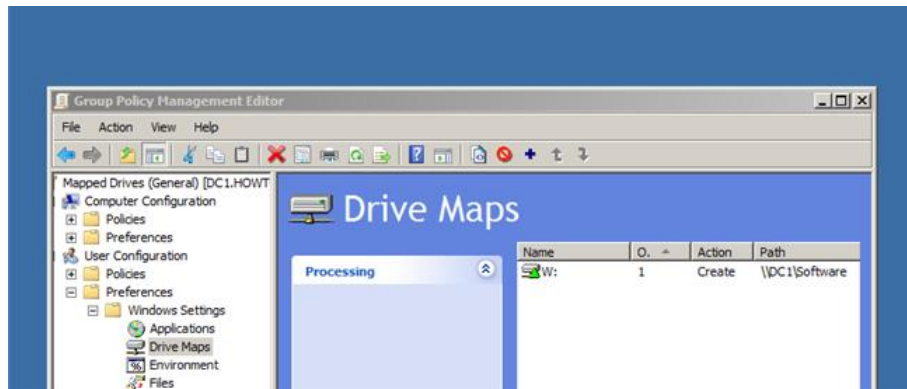 Group Policy Management Editor
File Action View Help
Mapped Drives (General) [DC1.HOWT
Computer Configuration
Policies
Preferences
User Configuration
Policies
Preferences
Windows Settings
Applications
Drive Maps
Environment
Files
Drive Maps
Processing
Name O. Action Path
W: 1 Create \\DC1\Software